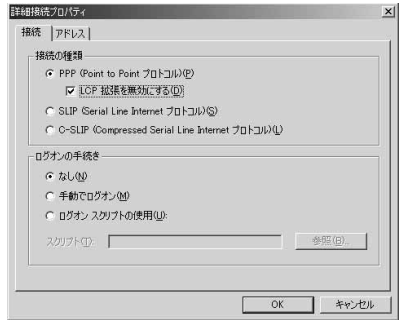 詳細接続プロパティ
接続
アドレス
接続の種類
PPP (Point to Point プロトコル)(P)
LCP 拡張を無効にする(D)
SLIP (Serial Line Internet プロトコル)(S)
C-SLIP (Compressed Serial Line Internet プロトコル)(L)
ログオンの手続き
なし(N)
手動でログオン(M)
ログオン スクリプトの使用(U):
スクリプト(T):
参照(B)...
OK
キャンセル